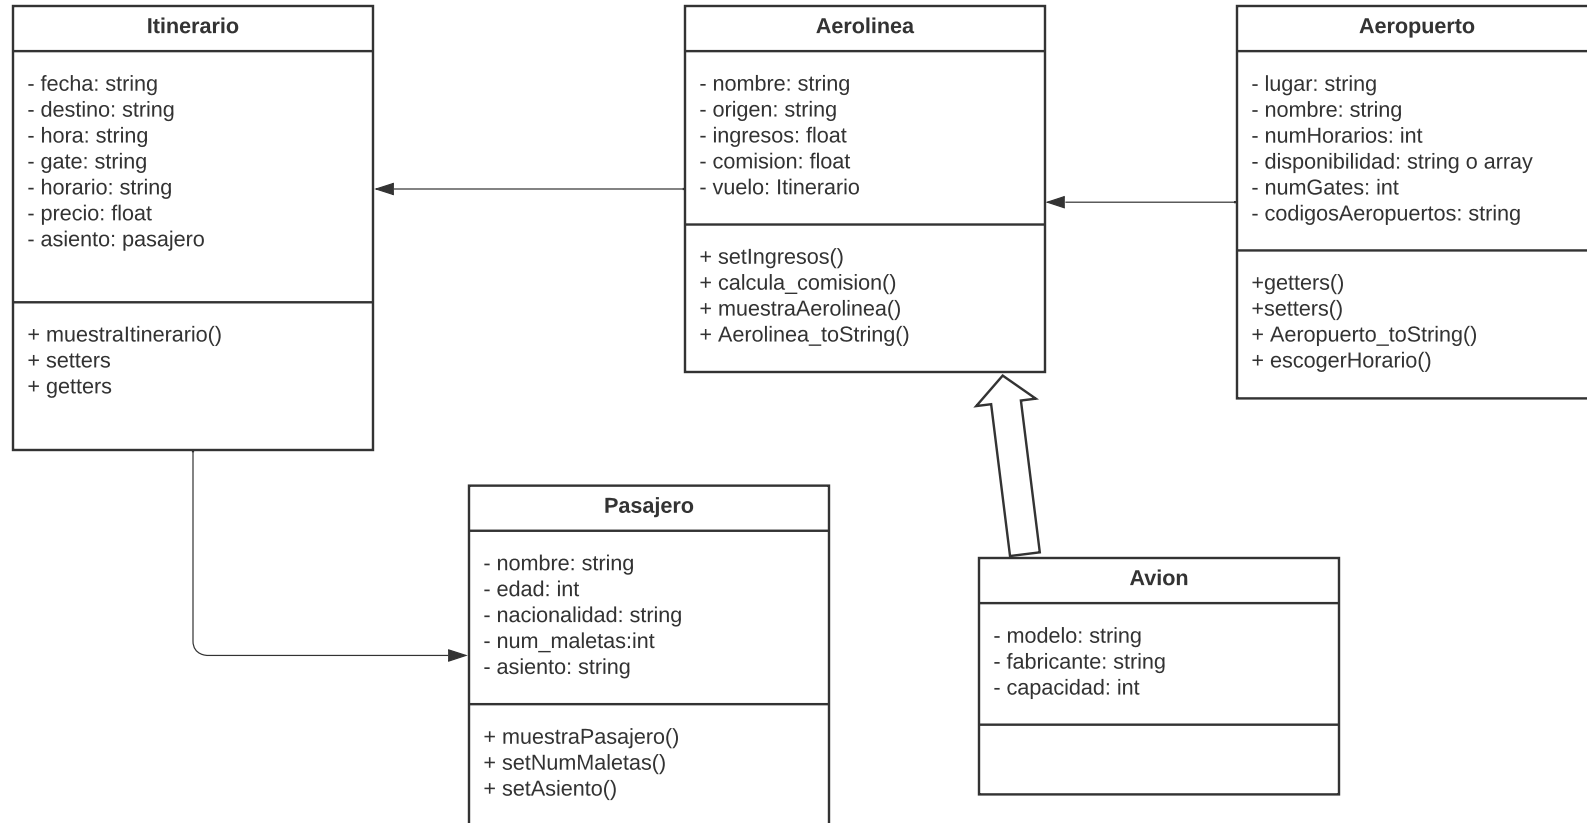 Itinerario
- fecha: string
- destino: string
- hora: string
- gate: string
- horario: string
- precio: float
- asiento: pasajero
+ muestraItinerario()
+ setters
+ getters
Aerolinea
- nombre: string
- origen: string
- ingresos: float
- comision: float
- vuelo: Itinerario
+ setIngresos()
+ calcula_comision()
+ muestraAerolinea()
+ Aerolinea_toString()
Aeropuerto
- lugar: string
- nombre: string
- numHorarios: int
- disponibilidad: string o array
- numGates: int
- codigosAeropuertos: string
+getters()
+setters()
+ Aeropuerto_toString()
+ escogerHorario()
Pasajero
- nombre: string
- edad: int
- nacionalidad: string
- num_maletas:int
- asiento: string
+ muestraPasajero()
+ setNumMaletas()
+ setAsiento()
Avion
- modelo: string
- fabricante: string
- capacidad: int